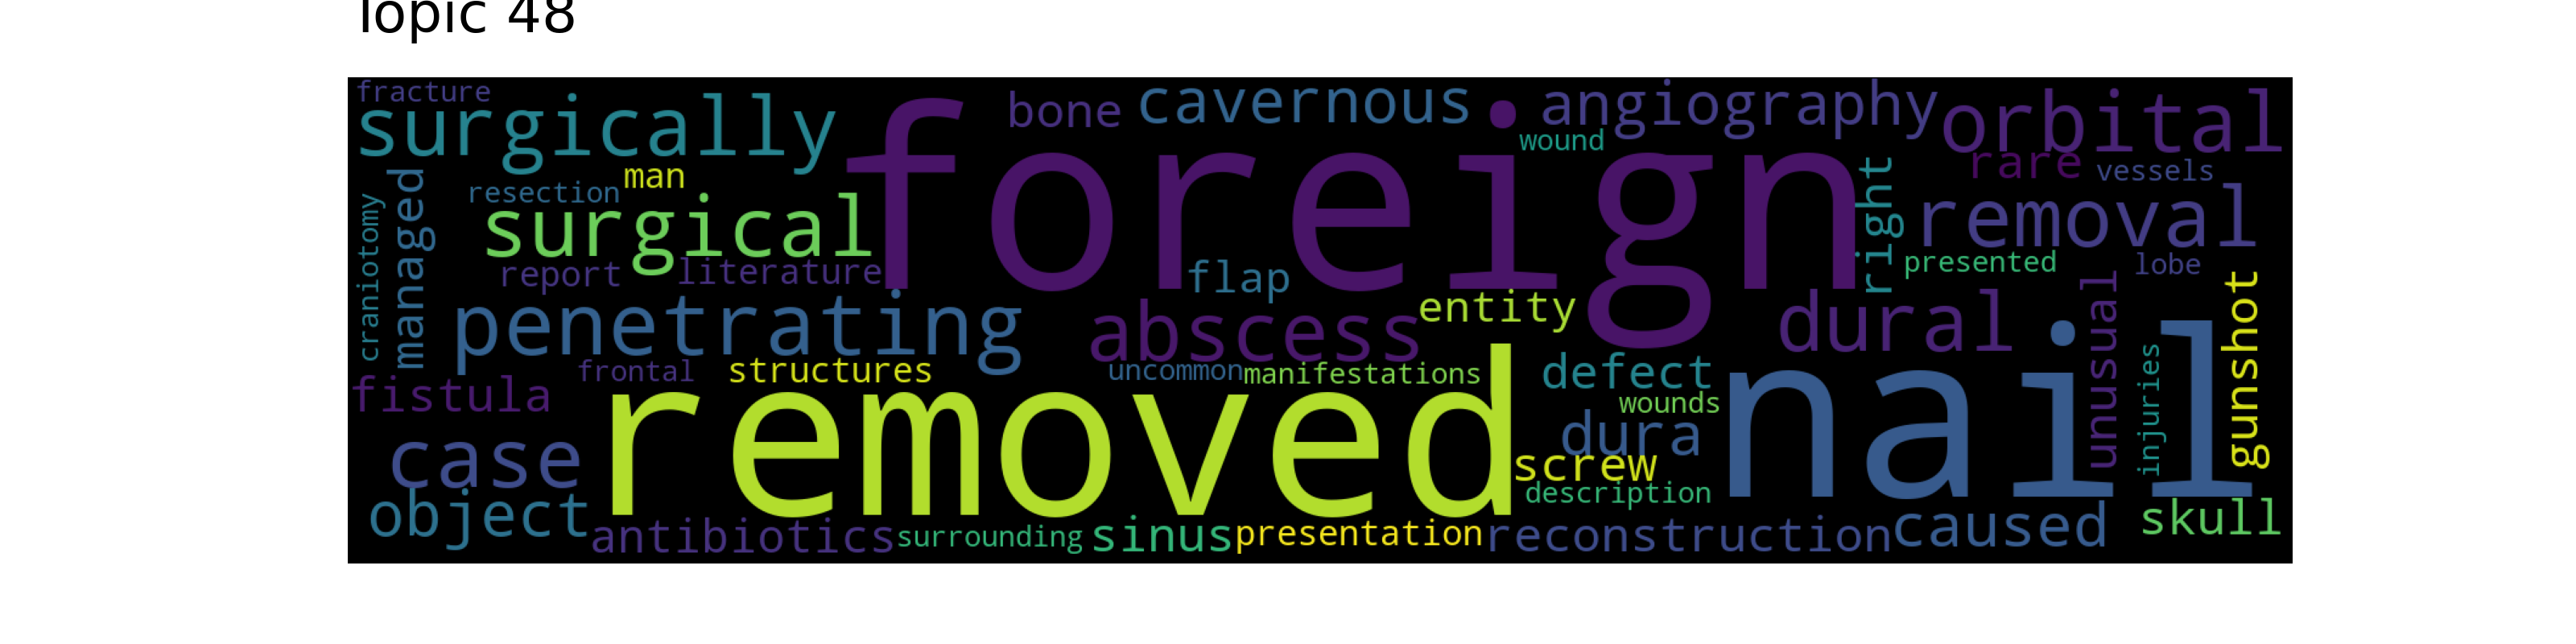 Topic 48
fracture
surgically
bone
cavernous
angiography
orbital
wound
foreign
rare
vessels
man
resection
managed
craniotomy
surgical
right
removal
report
literature
flap
presented
lobe
penetrating
abscess
entity
dural
unusual
gunshot
frontal
structures
uncommon
manifestations
defect
injuries
fistula
wounds
removed
nail
dura
case
screw
description
object
antibiotics
surrounding
sinus
presentation
reconstruction
caused
skull